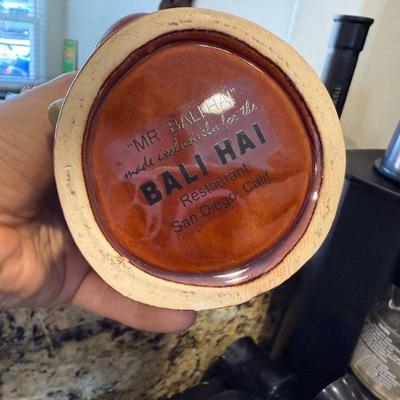 "MR. BALI HAI"
made exclusively for the
BALI HAI
Restaurant
San Diego, Calif.